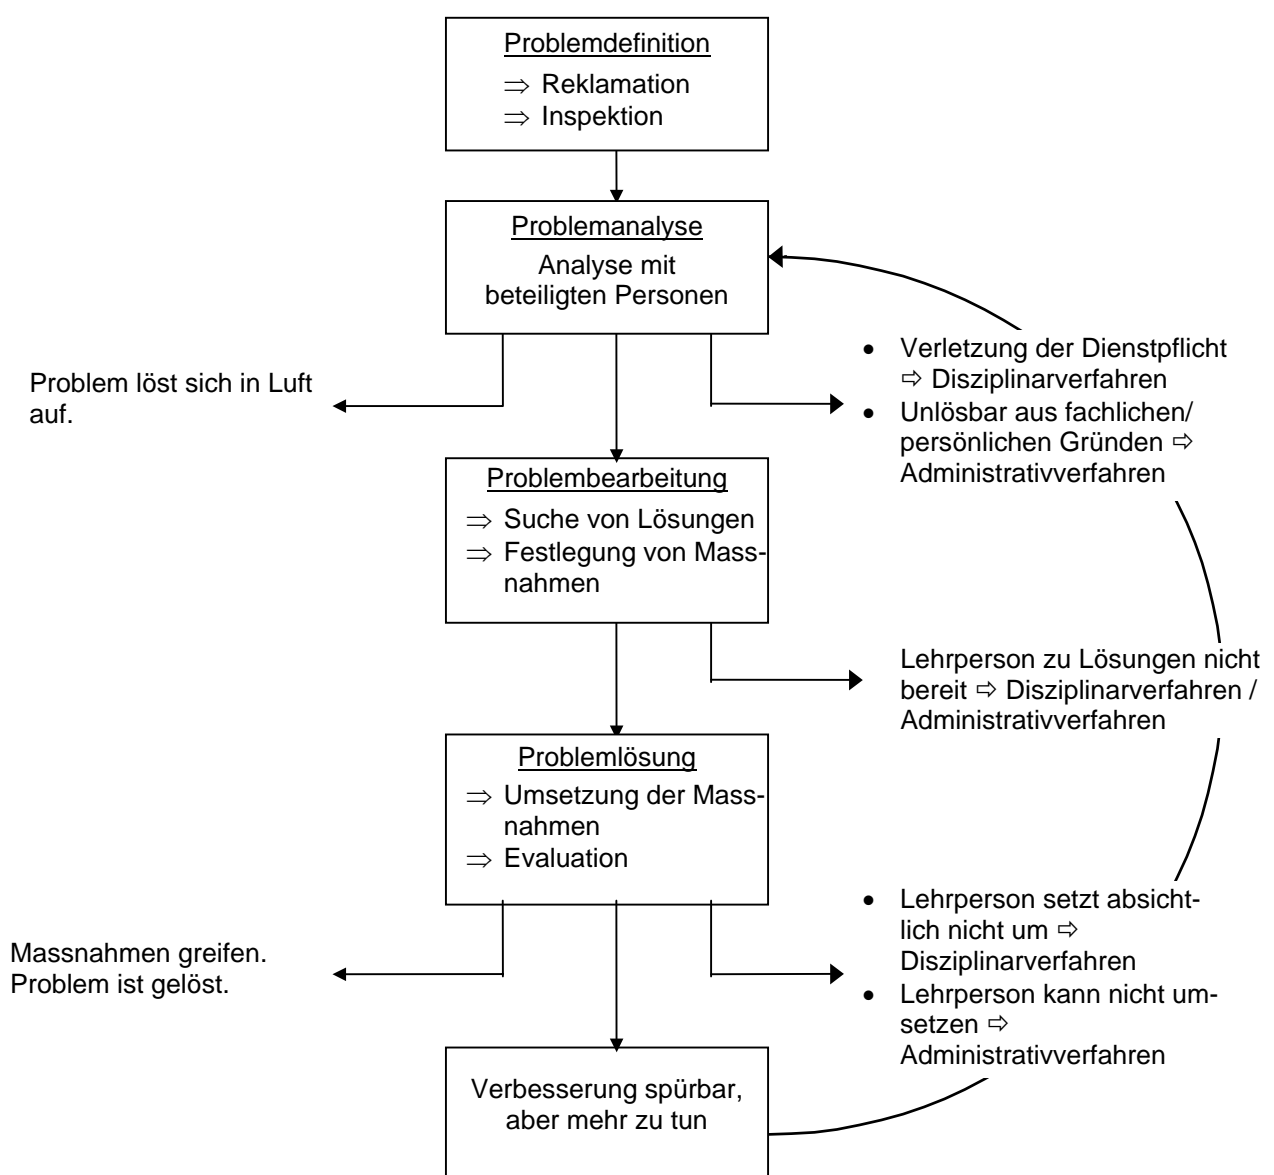 Problemdefinition
⇒ Reklamation
⇒ Inspektion
Problemanalyse
Analyse mit
beteiligten Personen
Problem löst sich in Luft
auf.
• Verletzung der Dienstpflicht
⇨ Disziplinarverfahren
• Unlösbar aus fachlichen/
persönlichen Gründen ⇨
Administrativverfahren
Problembearbeitung
⇒ Suche von Lösungen
⇒ Festlegung von Mass-
nahmen
Lehrperson zu Lösungen nicht
bereit ⇨ Disziplinarverfahren /
Administrativverfahren
Problemlösung
⇒ Umsetzung der Mass-
nahmen
⇒ Evaluation
Massnahmen greifen.
Problem ist gelöst.
• Lehrperson setzt absicht-
lich nicht um ⇨
Disziplinarverfahren
• Lehrperson kann nicht um-
setzen ⇨
Administrativverfahren
Verbesserung spürbar,
aber mehr zu tun